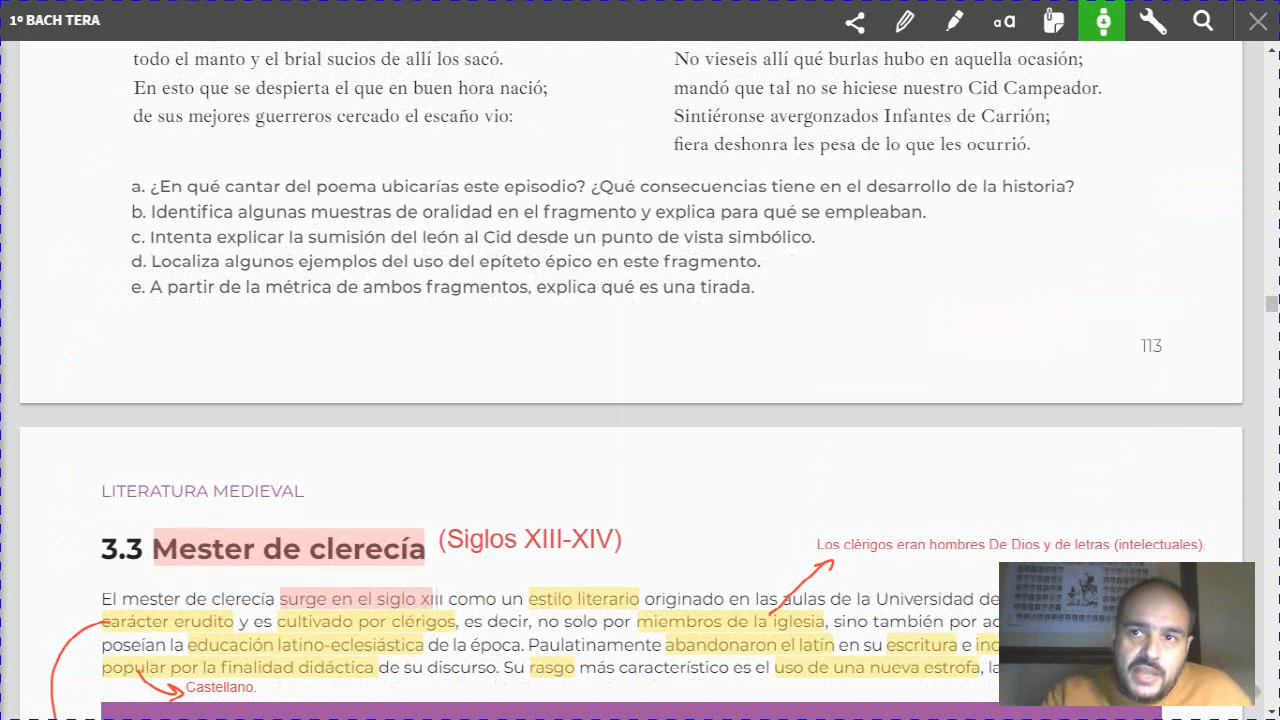 1º BACH TERA
aa
todo el manto y el brial sucios de allí los sacó.
En esto que se despierta el que en buen hora nació;
de sus mejores guerreros cercado el escaño vio:
No vieseis allí qué burlas hubo en aquella ocasión;
mandó que tal no se hiciese nuestro Cid Campeador.
Sintiéronse avergonzados Infantes de Carrión;
fiera deshonra les pesa de lo que les ocurrió.
a. ¿En qué cantar del poema ubicarías este episodio? ¿Qué consecuencias tiene en el desarrollo de la historia?
b. Identifica algunas muestras de oralidad en el fragmento y explica para qué se empleaban.
c. Intenta explicar la sumisión del león al Cid desde un punto de vista simbólico.
d. Localiza algunos ejemplos del uso del epíteto épico en este fragmento.
e. A partir de la métrica de ambos fragmentos, explica qué es una tirada.
113
LITERATURA MEDIEVAL
3.3 Mester de clerecía (Siglos XIII-XIV)
Los clérigos eran hombres De Dios y de letras (intelectuales).
El mester de clerecía surge en el siglo XIII como un estilo literario originado en las aulas de la Universidad de
carácter erudito y es cultivado por clérigos, es decir, no solo por miembros de la iglesia, sino también por
poseían la educación latino-eclesiástica de la época. Paulatinamente abandonaron el latín en su escritura e
popular por la finalidad didáctica de su discurso. Su rasgo más característico es el uso de una nueva estrofa,
Castellano.